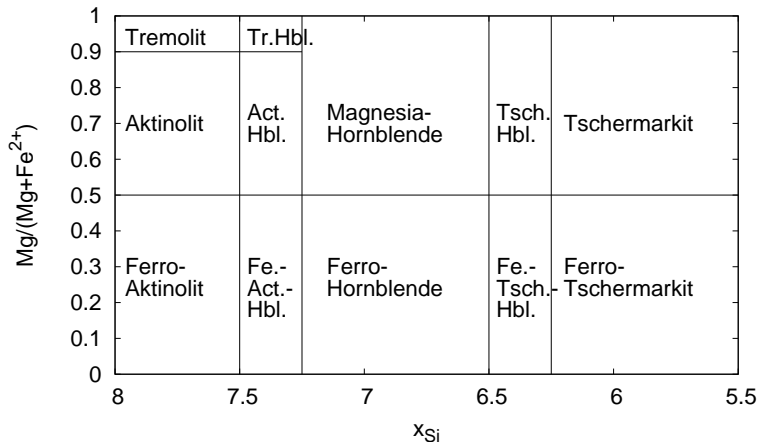 1
0.9
0.8
0.7
0.6
0.5
0.4
0.3
0.2
0.1
0
Mg/(Mg+Fe²⁺)
Tremolit
Tr.Hbl.
Aktinolit
Act.
Hbl.
Magnesia-
Hornblende
Tsch.
Hbl.
Tschermarkit
Ferro-
Aktinolit
Fe.-
Act.-
Hbl.
Ferro-
Hornblende
Fe.-
Tsch.-
Hbl.
Ferro-
Tschermarkit
8
7.5
7
6.5
6
5.5
xSi